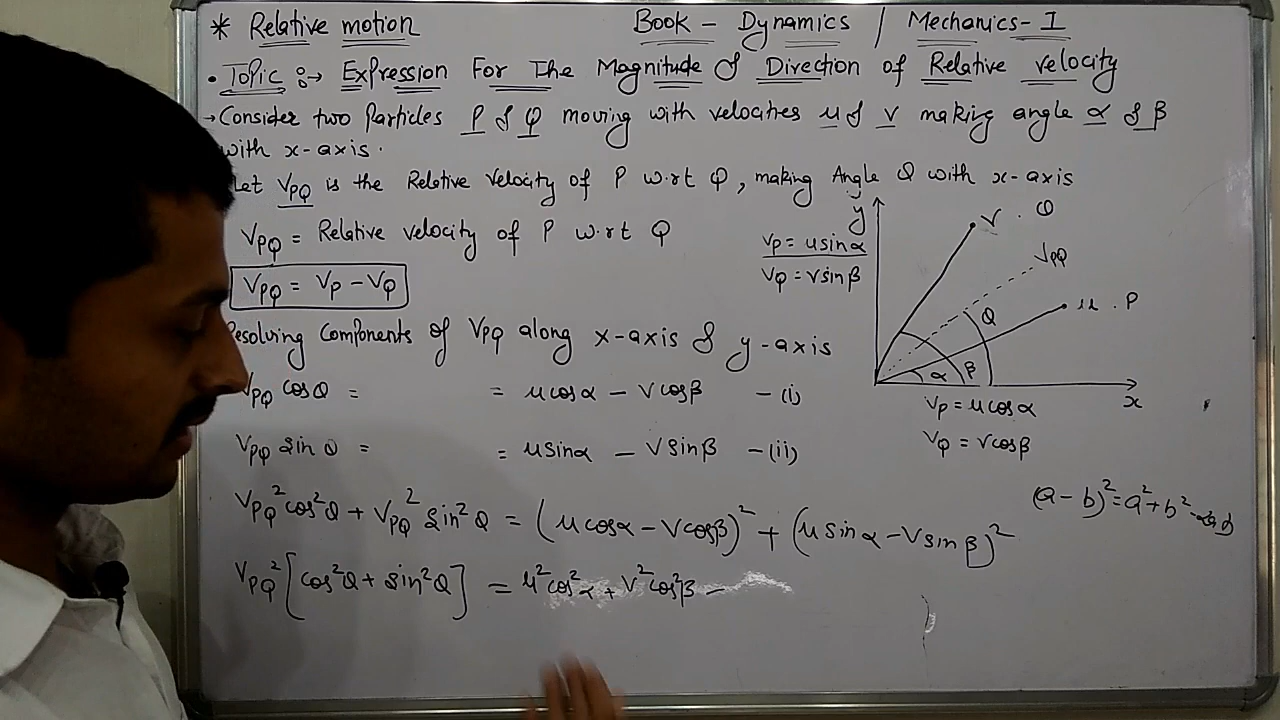 * Relative motion
Book - Dynamics / Mechanics - I
• Topic :→ Expression For The Magnitude & Direction of Relative velocity
→ Consider two Particles P & Q moving with velocities u & v making angle α & β
with x-axis.
Let VPQ is the Relative Velocity of P w.r.t Q, making Angle θ with x-axis
VPQ = Relative velocity of P w.r.t Q
VPQ = VP - VQ
Resolving Components of VPQ along x-axis & y-axis
VPQ cosθ = = u cosα - V cosβ - (i)
VPQ sin θ = = u sinα - V sinβ - (ii)
VPQ² cos²θ + VPQ² sin²θ = (u cosα - V cosβ)² + (u sin α - V sin β)²
VPQ² [cos²θ + sin²θ] = u² cos²α + V² cos²β -
VP = u sinα
VQ = V sinβ
y
V . Q
VPQ
u . P
θ
α
β
x
VP = u cosα
VQ = V cosβ
(a - b)² = a² + b²